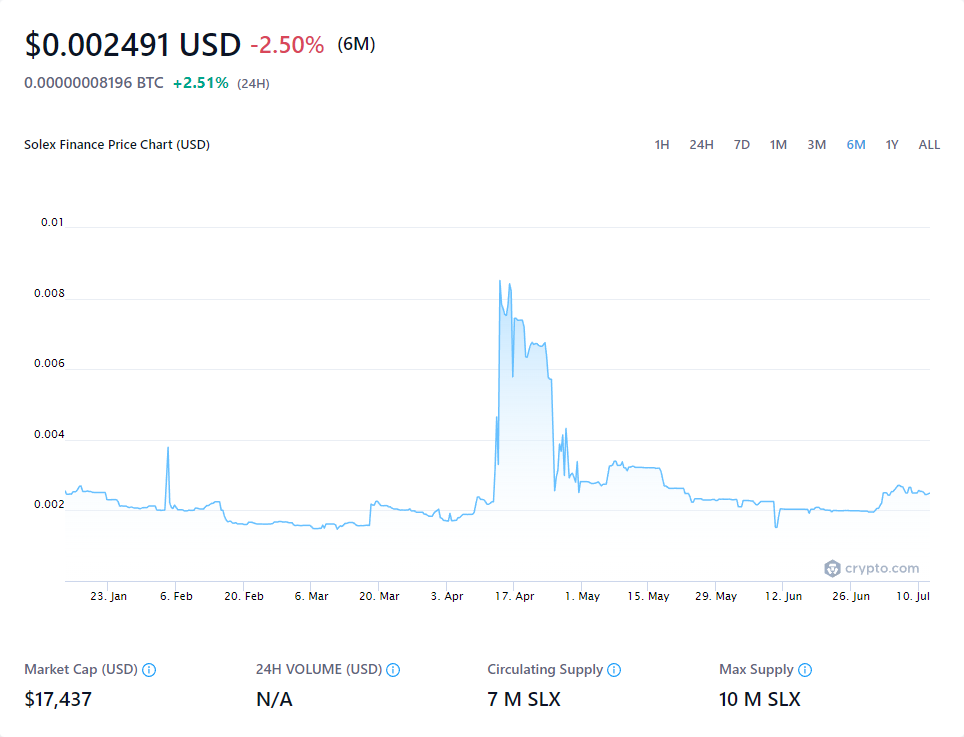 $0.002491 USD -2.50% (6M)
0.00000008196 BTC +2.51% (24H)
Solex Finance Price Chart (USD) 1H 24H 7D 1M 3M 6M 1Y ALL
0.01
0.008
0.006
0.004
0.002
crypto.com
23. Jan 6. Feb 20. Feb 6. Mar 20. Mar 3. Apr 17. Apr 1. May 15. May 29. May 12. Jun 26. Jun 10. Jul
Market Cap (USD) 24H VOLUME (USD) Circulating Supply Max Supply
$17,437 N/A 7 M SLX 10 M SLX